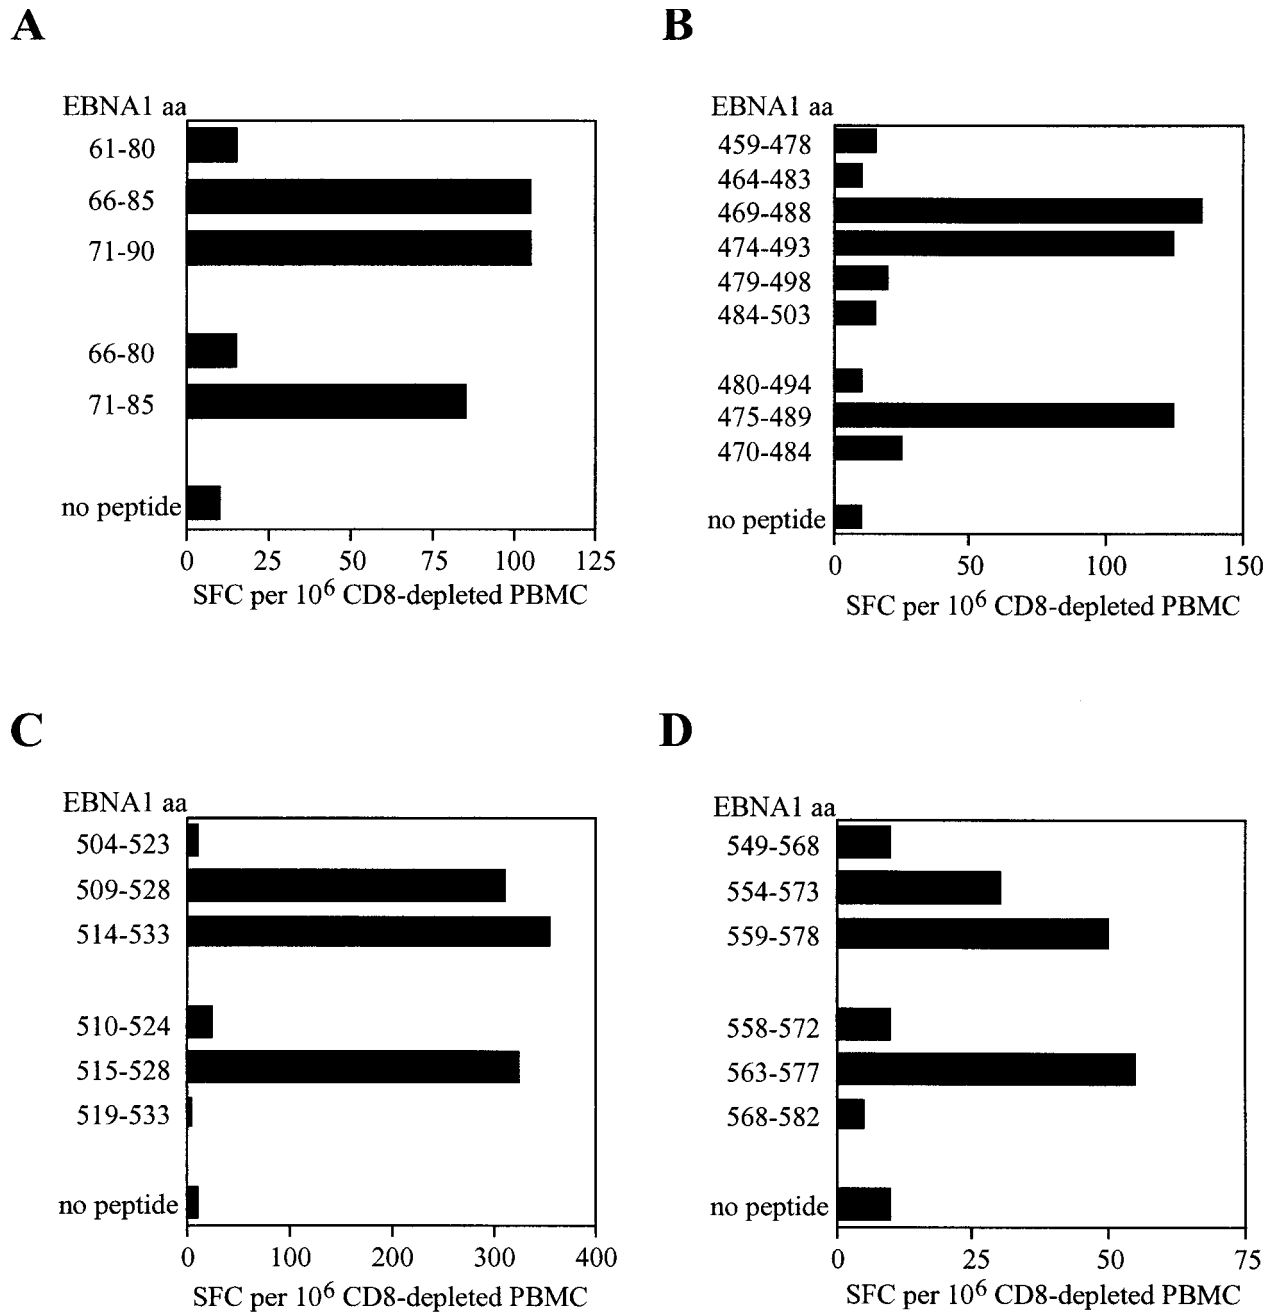 A
EBNA1 aa
61-80
66-85
71-90
66-80
71-85
no peptide
0 25 50 75 100 125
SFC per 10⁶ CD8-depleted PBMC
B
EBNA1 aa
459-478
464-483
469-488
474-493
479-498
484-503
480-494
475-489
470-484
no peptide
0 50 100 150
SFC per 10⁶ CD8-depleted PBMC
C
EBNA1 aa
504-523
509-528
514-533
510-524
515-528
519-533
no peptide
0 100 200 300 400
SFC per 10⁶ CD8-depleted PBMC
D
EBNA1 aa
549-568
554-573
559-578
558-572
563-577
568-582
no peptide
0 25 50 75
SFC per 10⁶ CD8-depleted PBMC